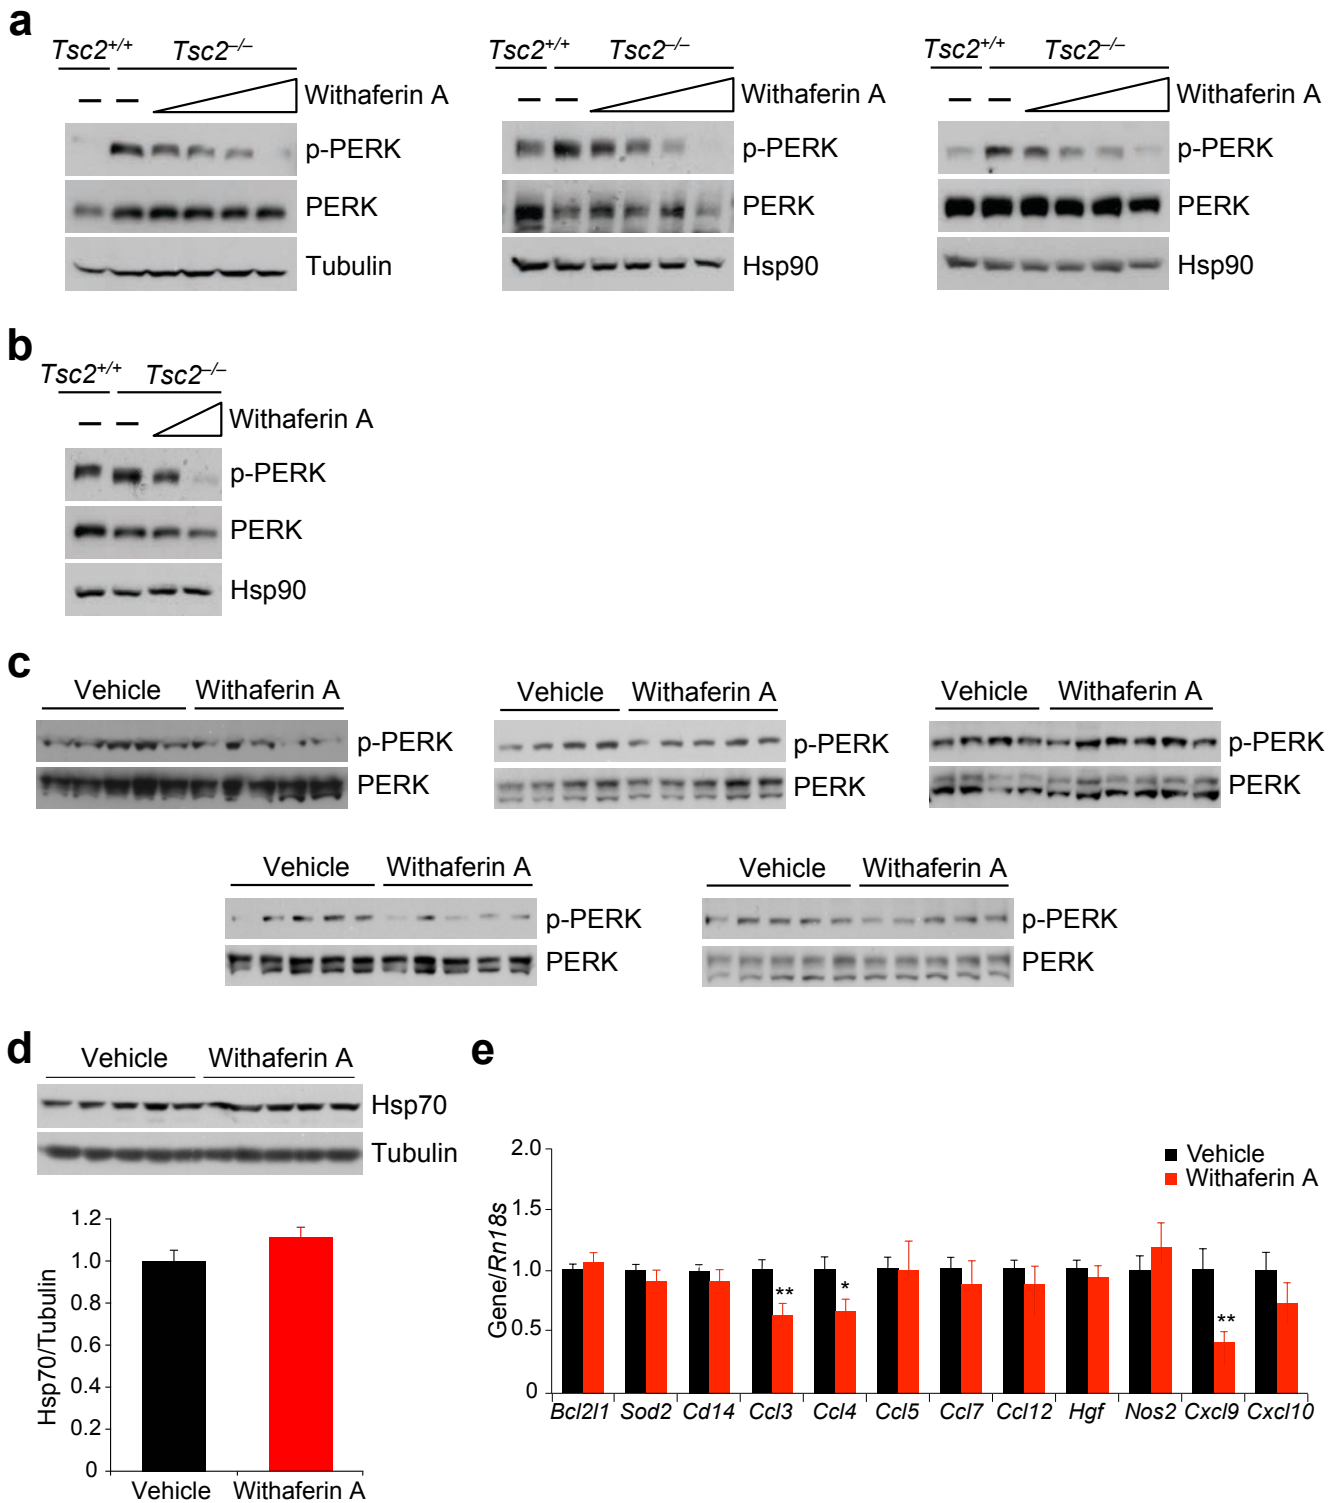 a
Tsc2+/+ Tsc2–/–
– – Withaferin A
p-PERK
PERK
Tubulin
Tsc2+/+ Tsc2–/–
– – Withaferin A
p-PERK
PERK
Hsp90
Tsc2+/+ Tsc2–/–
– – Withaferin A
p-PERK
PERK
Hsp90
b
Tsc2+/+ Tsc2–/–
– – Withaferin A
p-PERK
PERK
Hsp90
c
Vehicle Withaferin A
p-PERK
PERK
Vehicle Withaferin A
p-PERK
PERK
Vehicle Withaferin A
p-PERK
PERK
Vehicle Withaferin A
p-PERK
PERK
Vehicle Withaferin A
p-PERK
PERK
d
Vehicle Withaferin A
Hsp70
Tubulin
Hsp70/Tubulin
1.2
1.0
0.8
0.6
0.4
0.2
0
Vehicle Withaferin A
e
Vehicle
Withaferin A
Gene/Rn18s
2.0
1.5
1.0
0.5
0
** * **
Bcl2l1 Sod2 Cd14 Ccl3 Ccl4 Ccl5 Ccl7 Ccl12 Hgf Nos2 Cxcl9 Cxcl10